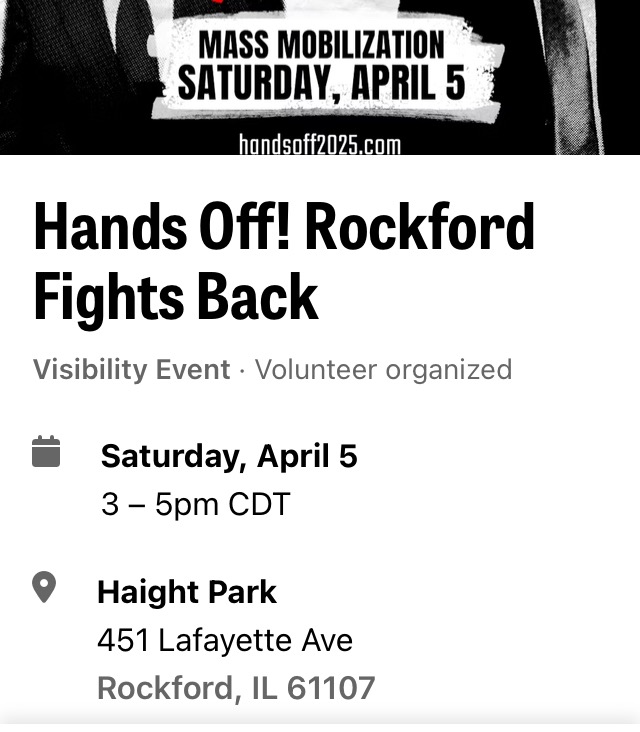 MASS MOBILIZATION
SATURDAY, APRIL 5
handsoff2025.com
Hands Off! Rockford
Fights Back
Visibility Event · Volunteer organized
Saturday, April 5
3 – 5pm CDT
Haight Park
451 Lafayette Ave
Rockford, IL 61107